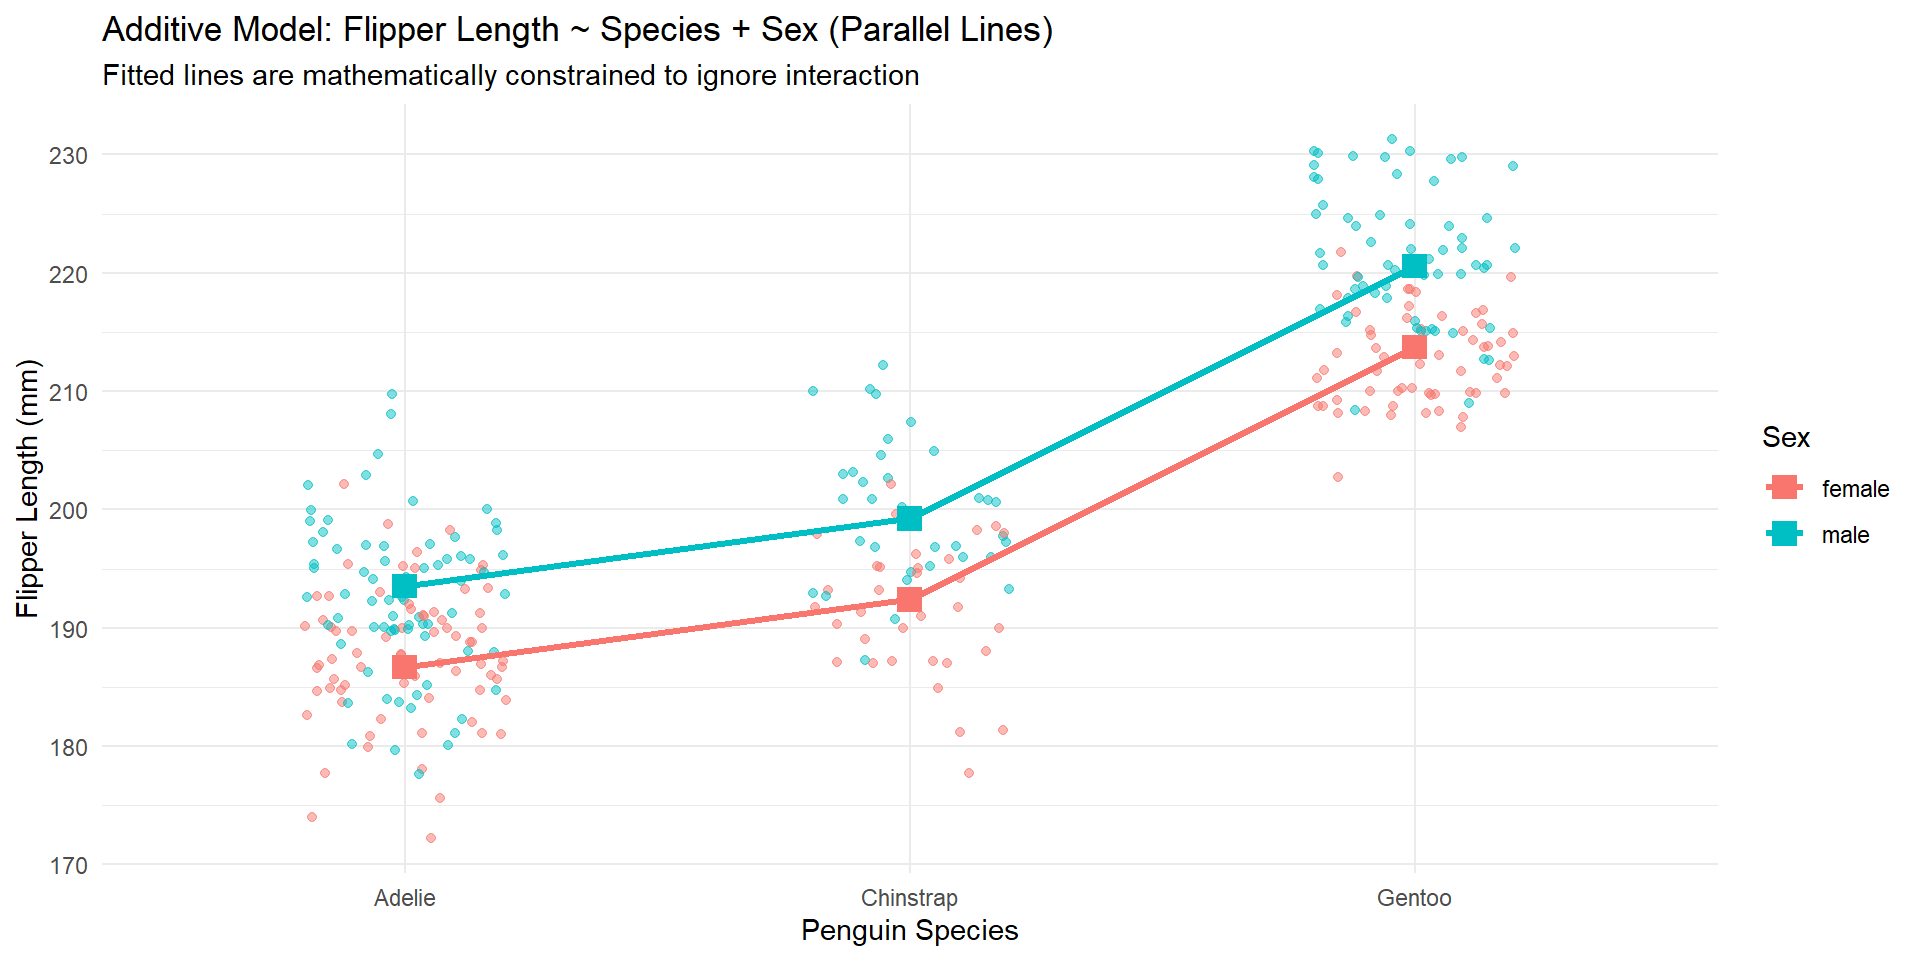 Additive Model: Flipper Length ~ Species + Sex (Parallel Lines)
Fitted lines are mathematically constrained to ignore interaction
Flipper Length (mm)
230
220
210
200
190
180
170
Adelie
Chinstrap
Gentoo
Penguin Species
Sex
female
male